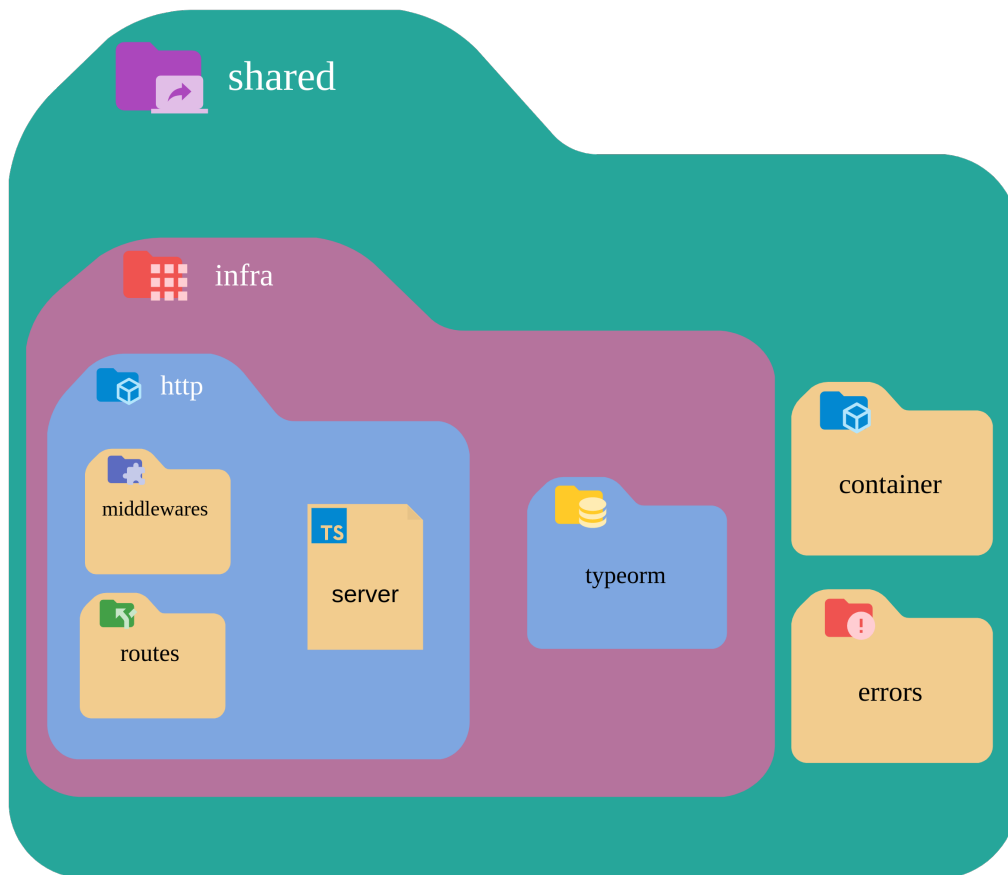 shared
infra
http
middlewares
TS
server
routes
typeorm
container
errors